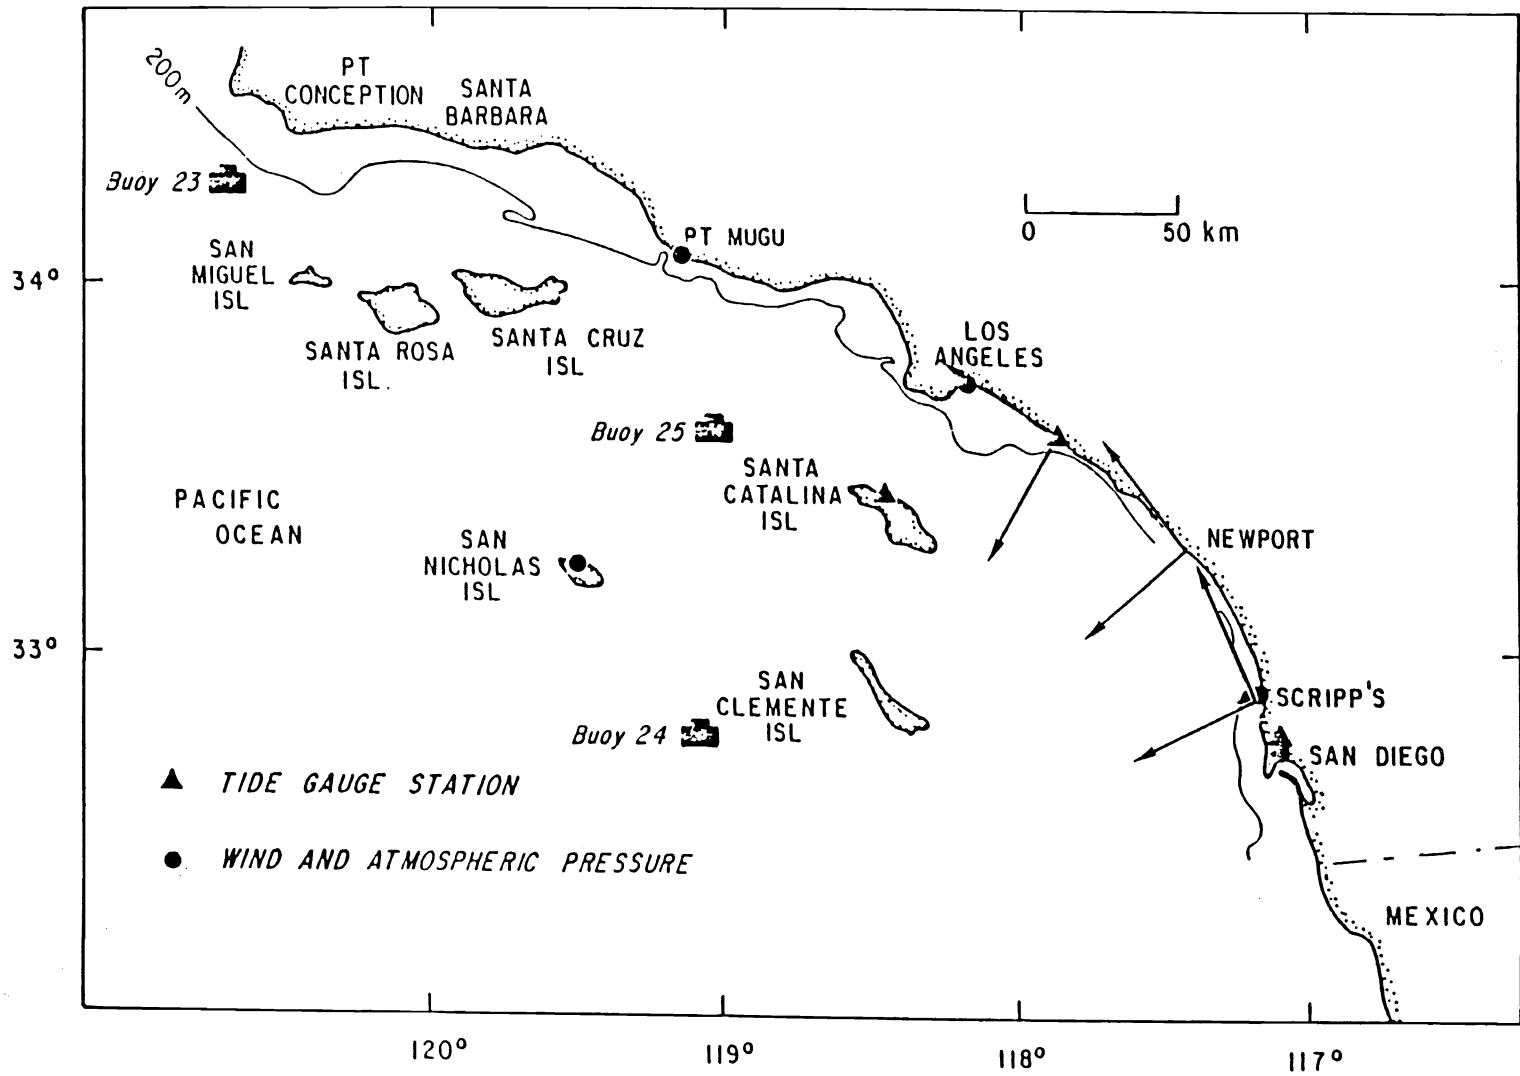 200m
PT
CONCEPTION
SANTA
BARBARA
Buoy 23
PT MUGU
0 50 km
SAN
MIGUEL
ISL
34°
SANTA ROSA
ISL.
SANTA CRUZ
ISL
LOS
ANGELES
Buoy 25
SANTA
CATALINA
ISL
PACIFIC
OCEAN
SAN
NICHOLAS
ISL
NEWPORT
33°
SAN
CLEMENTE
ISL
SCRIPP'S
Buoy 24
SAN DIEGO
TIDE GAUGE STATION
WIND AND ATMOSPHERIC PRESSURE
MEXICO
120° 119° 118° 117°